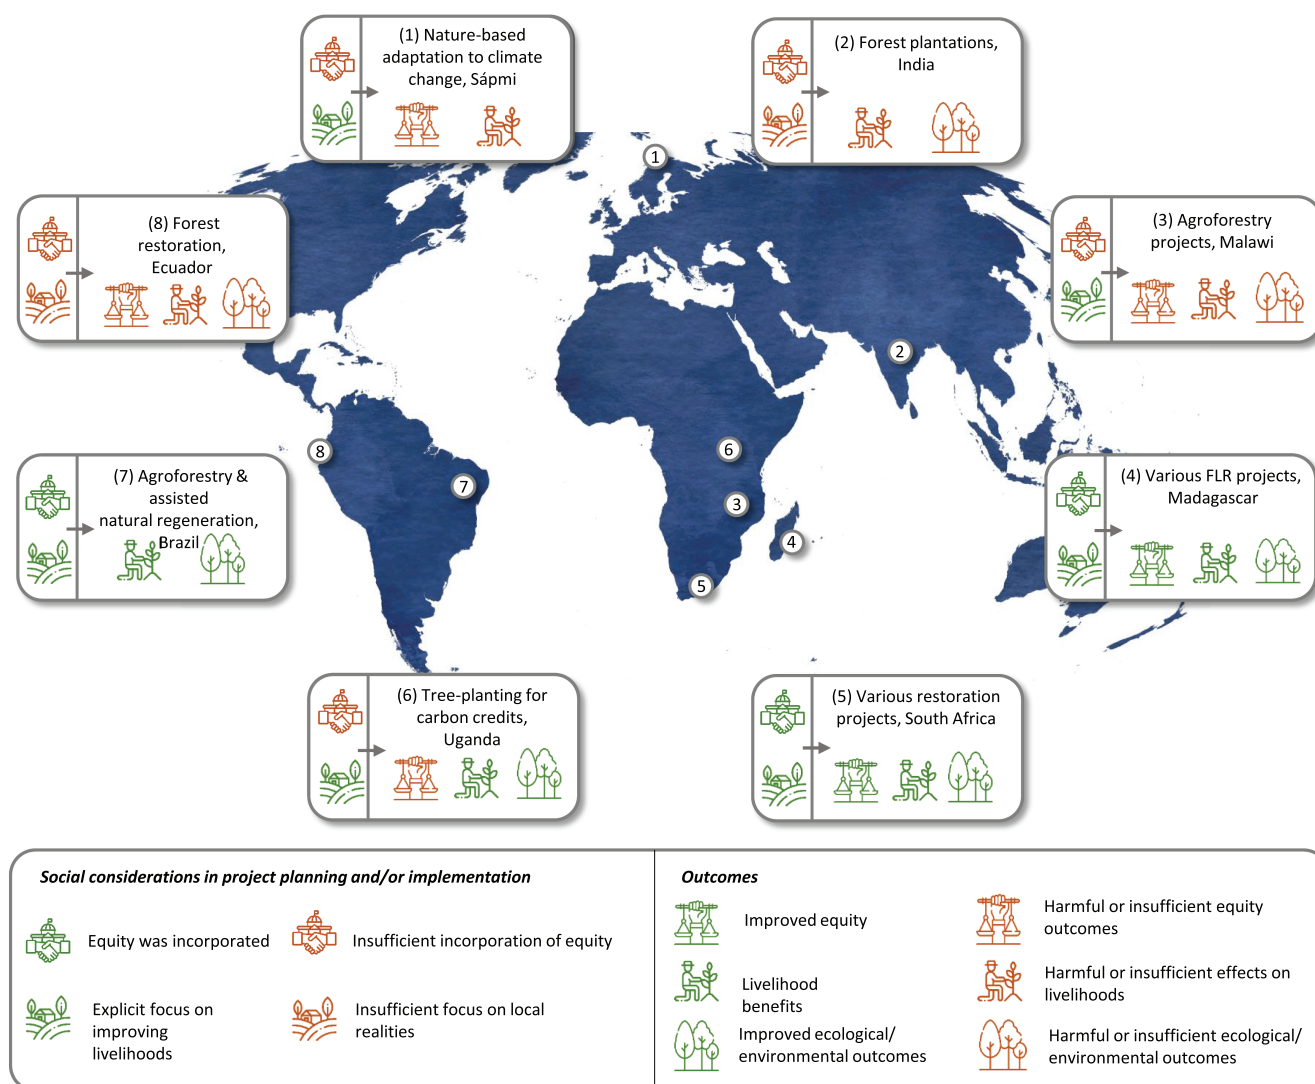 (1) Nature-based
adaptation to climate
change, Sápmi
(2) Forest plantations,
India
(8) Forest
restoration,
Ecuador
(3) Agroforestry
projects, Malawi
(7) Agroforestry &
assisted
natural regeneration,
Brazil
(4) Various FLR projects,
Madagascar
(6) Tree-planting for
carbon credits,
Uganda
(5) Various restoration
projects, South Africa
1
2
8
6
7
3
4
5
Social considerations in project planning and/or implementation
Equity was incorporated
Insufficient incorporation of equity
Explicit focus on
improving
livelihoods
Insufficient focus on local
realities
Outcomes
Improved equity
Harmful or insufficient equity
outcomes
Livelihood
benefits
Harmful or insufficient effects on
livelihoods
Improved ecological/
environmental outcomes
Harmful or insufficient ecological/
environmental outcomes